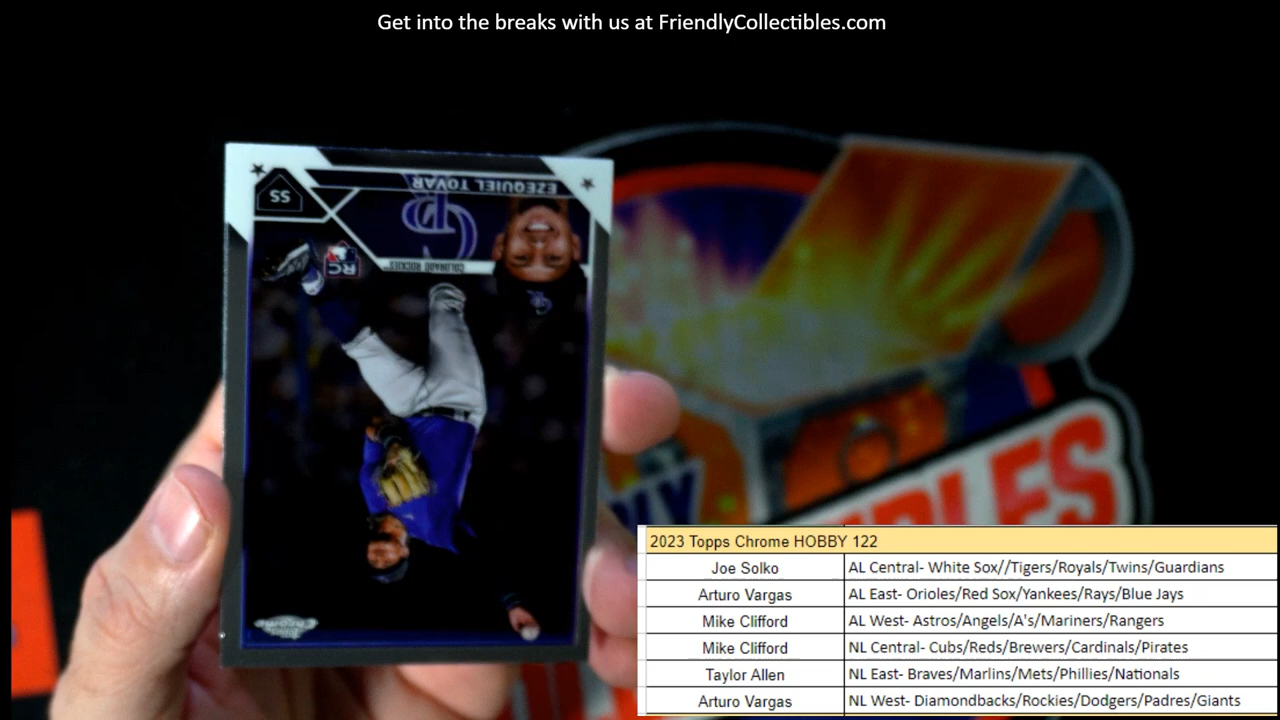 Get into the breaks with us at FriendlyCollectibles.com
EZEQUIEL TOVAR
SS
RC
COLORADO ROCKIES™
Topps
Chrome
2023 Topps Chrome HOBBY 122
Joe Solko AL Central- White Sox//Tigers/Royals/Twins/Guardians
Arturo Vargas AL East- Orioles/Red Sox/Yankees/Rays/Blue Jays
Mike Clifford AL West- Astros/Angels/A's/Mariners/Rangers
Mike Clifford NL Central- Cubs/Reds/Brewers/Cardinals/Pirates
Taylor Allen NL East- Braves/Marlins/Mets/Phillies/Nationals
Arturo Vargas NL West- Diamondbacks/Rockies/Dodgers/Padres/Giants